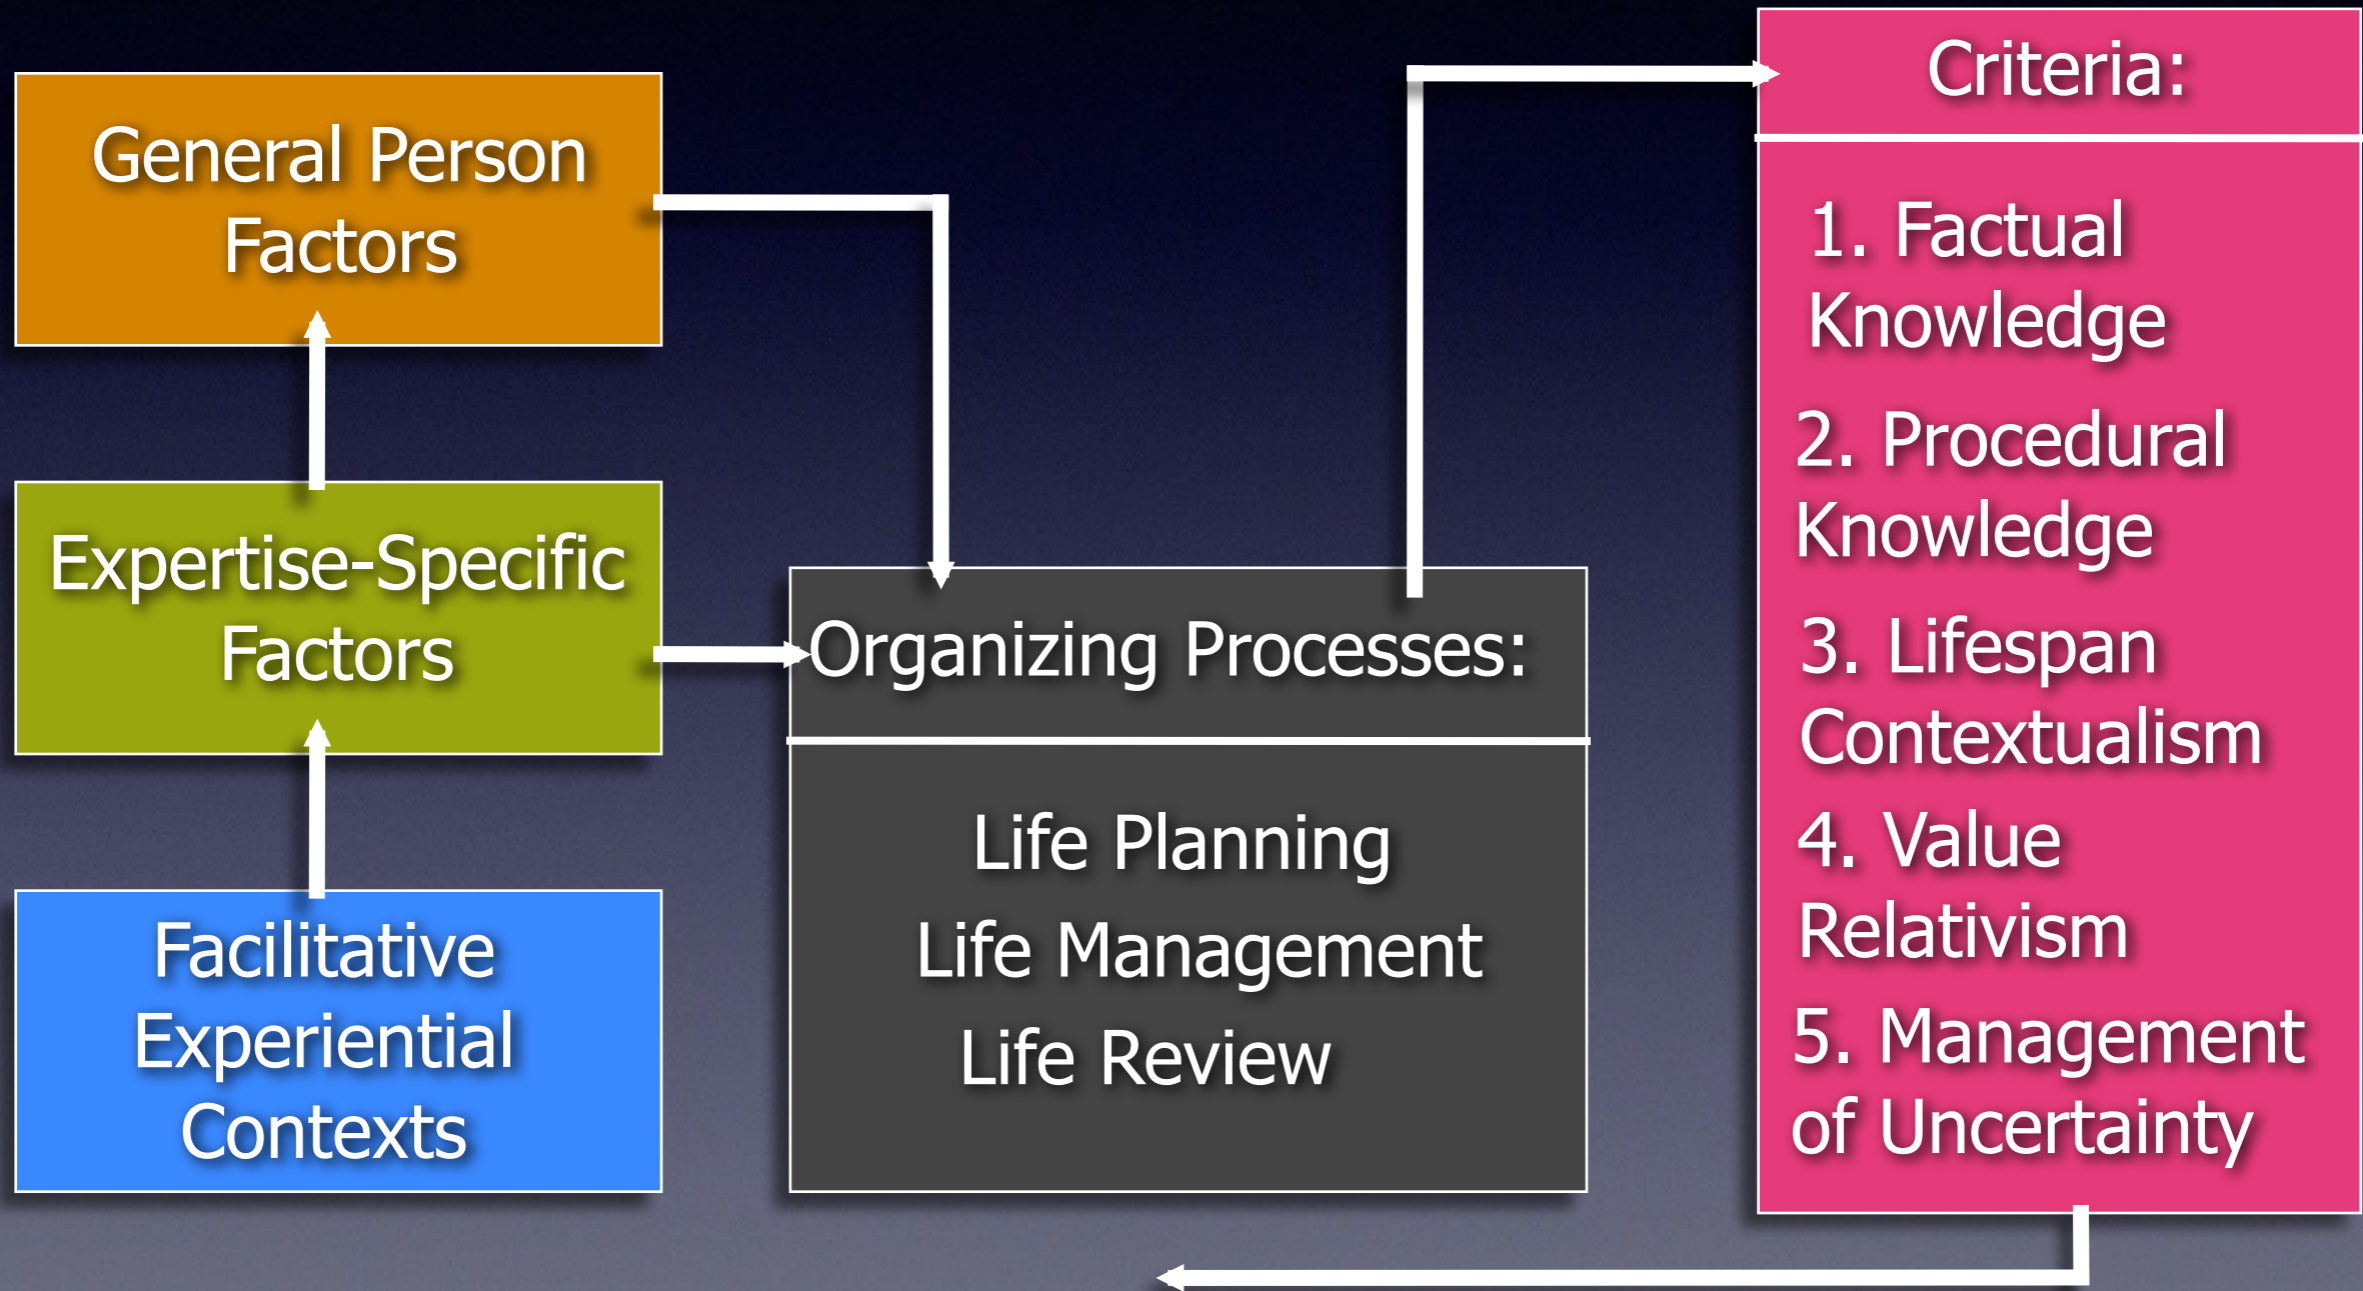 General Person
Factors
Expertise-Specific
Factors
Facilitative
Experiential
Contexts
Organizing Processes:
Life Planning
Life Management
Life Review
Criteria:
1. Factual
Knowledge
2. Procedural
Knowledge
3. Lifespan
Contextualism
4. Value
Relativism
5. Management
of Uncertainty